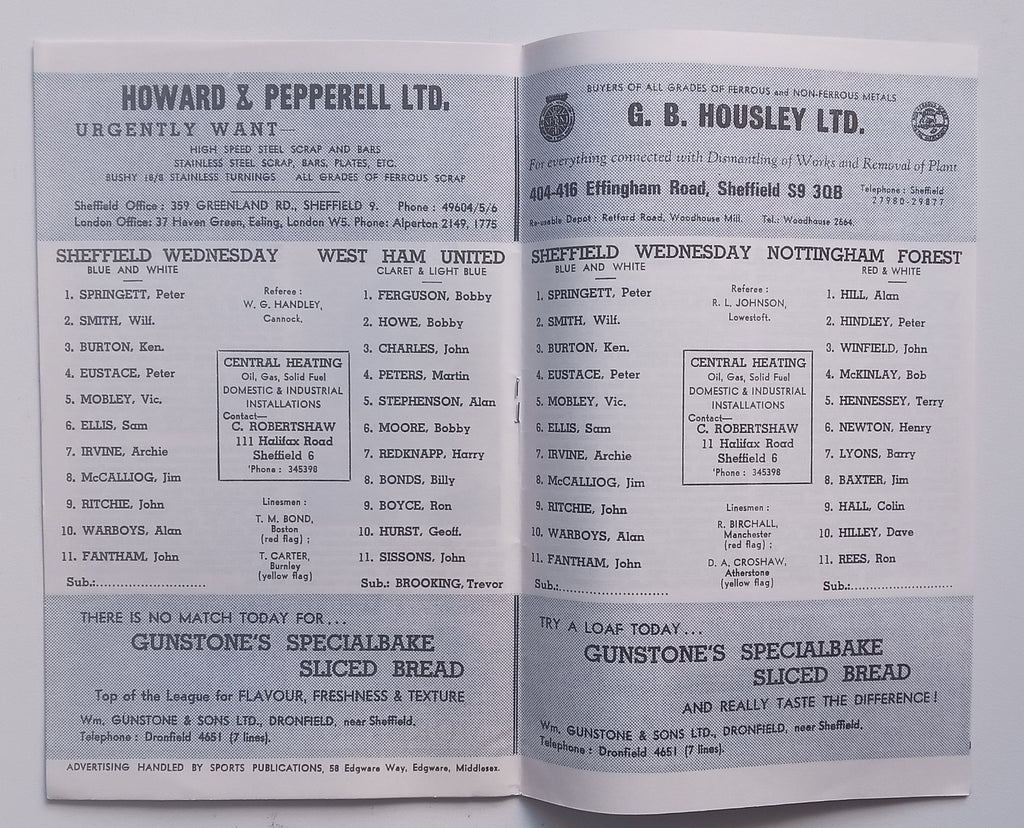 HOWARD & PEPPERELL LTD.
URGENTLY WANT—
HIGH SPEED STEEL SCRAP AND BARS
STAINLESS STEEL SCRAP, BARS, PLATES, ETC.
BUSHY 18/8 STAINLESS TURNINGS ALL GRADES OF FERROUS SCRAP
Sheffield Office : 359 GREENLAND RD., SHEFFIELD 9. Phone : 49604/5/6
London Office: 37 Haven Green, Ealing, London W5. Phone: Alperton 2149, 1775
SHEFFIELD WEDNESDAY WEST HAM UNITED
BLUE AND WHITE CLARET & LIGHT BLUE
1. SPRINGETT, Peter
2. SMITH, Wilf.
3. BURTON, Ken.
4. EUSTACE, Peter
5. MOBLEY, Vic.
6. ELLIS, Sam
7. IRVINE, Archie
8. McCALLIOG, Jim
9. RITCHIE, John
10. WARBOYS, Alan
11. FANTHAM, John
Sub.:..........................
Referee :
W. G. HANDLEY,
Cannock.
CENTRAL HEATING
Oil, Gas, Solid Fuel
DOMESTIC & INDUSTRIAL
INSTALLATIONS
Contact—
C. ROBERTSHAW
111 Halifax Road
Sheffield 6
'Phone : 345398
Linesmen :
T. M. BOND,
Boston
(red flag) ;
T. CARTER,
Burnley
(yellow flag)
1. FERGUSON, Bobby
2. HOWE, Bobby
3. CHARLES, John
4. PETERS, Martin
5. STEPHENSON, Alan
6. MOORE, Bobby
7. REDKNAPP, Harry
8. BONDS, Billy
9. BOYCE, Ron
10. HURST, Geoff.
11. SISSONS, John
Sub.: BROOKING, Trevor
THERE IS NO MATCH TODAY FOR...
GUNSTONE'S SPECIALBAKE
SLICED BREAD
Top of the League for FLAVOUR, FRESHNESS & TEXTURE
Wm. GUNSTONE & SONS LTD., DRONFIELD, near Sheffield.
Telephone : Dronfield 4651 (7 lines).
ADVERTISING HANDLED BY SPORTS PUBLICATIONS, 58 Edgware Way, Edgware, Middlesex.
BUYERS OF ALL GRADES OF FERROUS and NON-FERROUS METALS
G. B. HOUSLEY LTD.
For everything connected with Dismantling of Works and Removal of Plant
404-416 Effingham Road, Sheffield S9 3QB
Telephone : Sheffield
27980-29877
Re-usable Depot : Retford Road, Woodhouse Mill. Tel.: Woodhouse 2664.
SHEFFIELD WEDNESDAY NOTTINGHAM FOREST
BLUE AND WHITE RED & WHITE
1. SPRINGETT, Peter
2. SMITH, Wilf.
3. BURTON, Ken.
4. EUSTACE, Peter
5. MOBLEY, Vic.
6. ELLIS, Sam
7. IRVINE, Archie
8. McCALLIOG, Jim
9. RITCHIE, John
10. WARBOYS, Alan
11. FANTHAM, John
Sub.:..........................
Referee :
R. L. JOHNSON,
Lowestoft.
CENTRAL HEATING
Oil, Gas, Solid Fuel
DOMESTIC & INDUSTRIAL
INSTALLATIONS
Contact—
C. ROBERTSHAW
11 Halifax Road
Sheffield 6
'Phone : 345398
Linesmen :
R. BIRCHALL,
Manchester
(red flag) ;
D. A. CROSHAW,
Atherstone
(yellow flag)
1. HILL, Alan
2. HINDLEY, Peter
3. WINFIELD, John
4. McKINLAY, Bob
5. HENNESSEY, Terry
6. NEWTON, Henry
7. LYONS, Barry
8. BAXTER, Jim
9. HALL, Colin
10. HILLEY, Dave
11. REES, Ron
Sub.:..........................
TRY A LOAF TODAY...
GUNSTONE'S SPECIALBAKE
SLICED BREAD
AND REALLY TASTE THE DIFFERENCE!
Wm. GUNSTONE & SONS LTD., DRONFIELD, near Sheffield.
Telephone : Dronfield 4651 (7 lines).